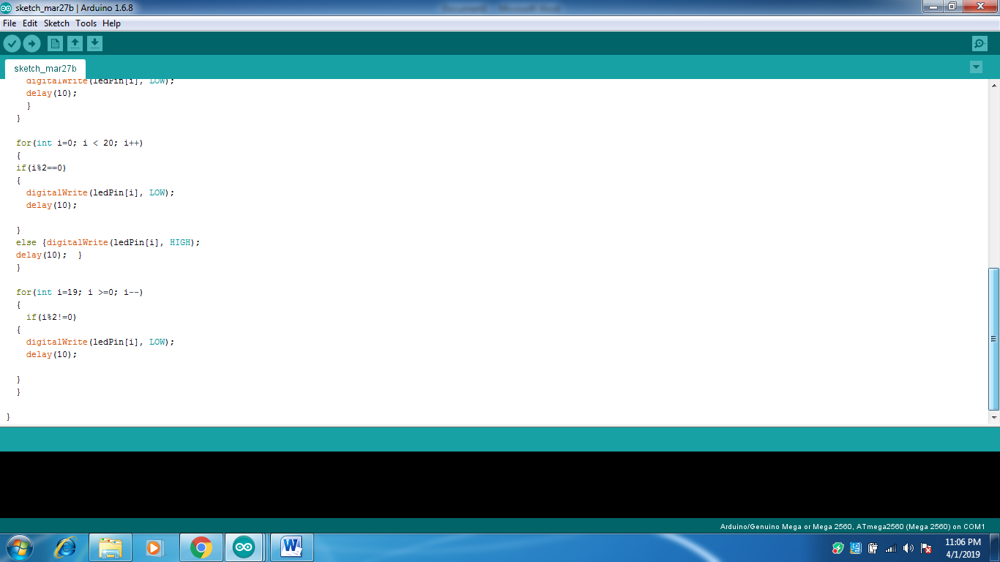 sketch_mar27b | Arduino 1.6.8
File Edit Sketch Tools Help
sketch_mar27b
digitalWrite(ledPin[i], LOW);
delay(10);
}
}
for(int i=0; i < 20; i++)
{
if(i%2==0)
{
digitalWrite(ledPin[i], LOW);
delay(10);
}
else {digitalWrite(ledPin[i], HIGH);
delay(10);  }
}
for(int i=19; i >=0; i--)
{
if(i%2!=0)
{
digitalWrite(ledPin[i], LOW);
delay(10);
}
}
}
Arduino/Genuino Mega or Mega 2560, ATmega2560 (Mega 2560) on COM1
11:06 PM
4/1/2019